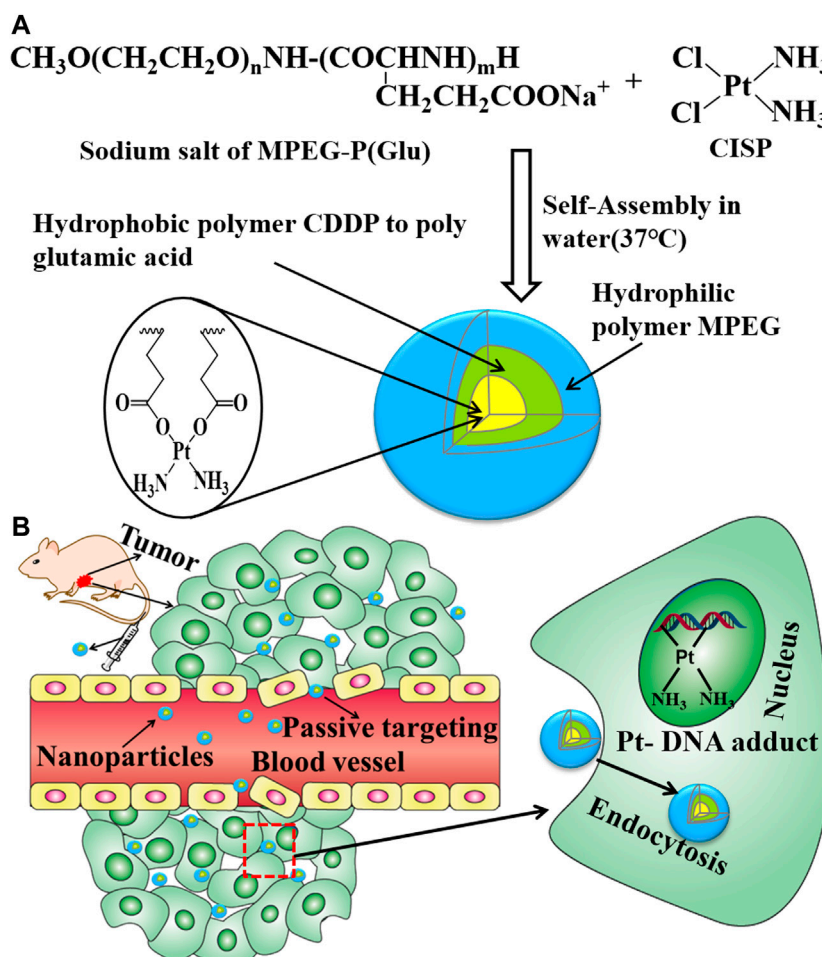 A
CH3O(CH2CH2O)nNH-(COCHNH)mH
CH2CH2COONa+
+
Cl
NH3
Pt
Cl
NH3
CISP
Sodium salt of MPEG-P(Glu)
Self-Assembly in
water(37°C)
Hydrophobic polymer CDDP to poly
glutamic acid
Hydrophilic
polymer MPEG
O
O
O
O
Pt
H3N
NH3
B
Tumor
Nucleus
Pt
NH3
NH3
Passive targeting
Nanoparticles
Blood vessel
Pt- DNA adduct
Endocytosis